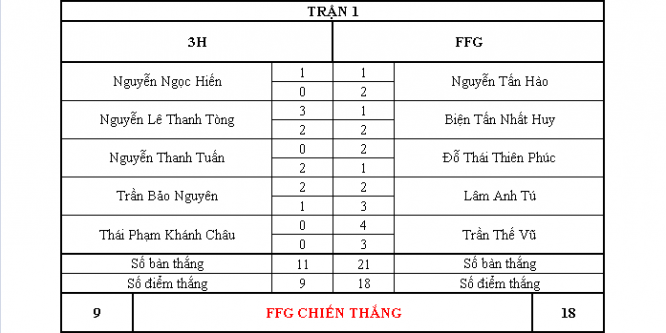 TRẬN 1
3H FFG
Nguyễn Ngọc Hiến 1 1 Nguyễn Tấn Hào
0 2
Nguyễn Lê Thanh Tòng 3 1 Biện Tấn Nhất Huy
2 2
Nguyễn Thanh Tuấn 0 2 Đỗ Thái Thiên Phúc
2 1
Trần Bảo Nguyên 2 2 Lâm Anh Tú
1 3
Thái Phạm Khánh Châu 0 4 Trần Thế Vũ
0 3
Số bàn thắng 11 21 Số bàn thắng
Số điểm thắng 9 18 Số điểm thắng
9 FFG CHIẾN THẮNG 18